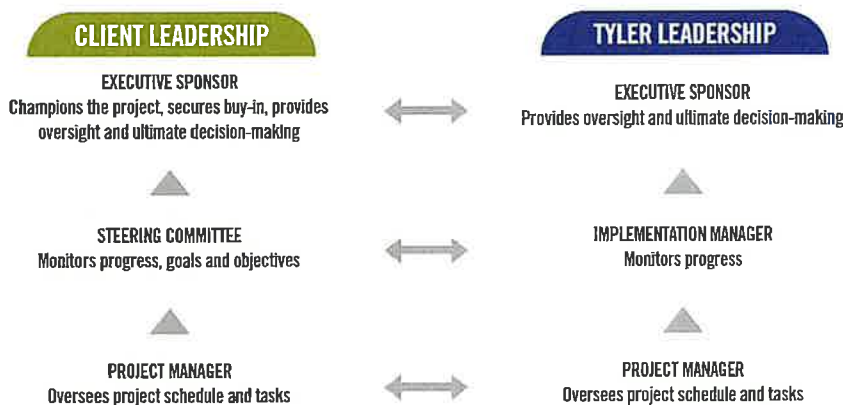 CLIENT LEADERSHIP
TYLER LEADERSHIP
EXECUTIVE SPONSOR
Champions the project, secures buy-in, provides
oversight and ultimate decision-making
EXECUTIVE SPONSOR
Provides oversight and ultimate decision-making
STEERING COMMITTEE
Monitors progress, goals and objectives
IMPLEMENTATION MANAGER
Monitors progress
PROJECT MANAGER
Oversees project schedule and tasks
PROJECT MANAGER
Oversees project schedule and tasks